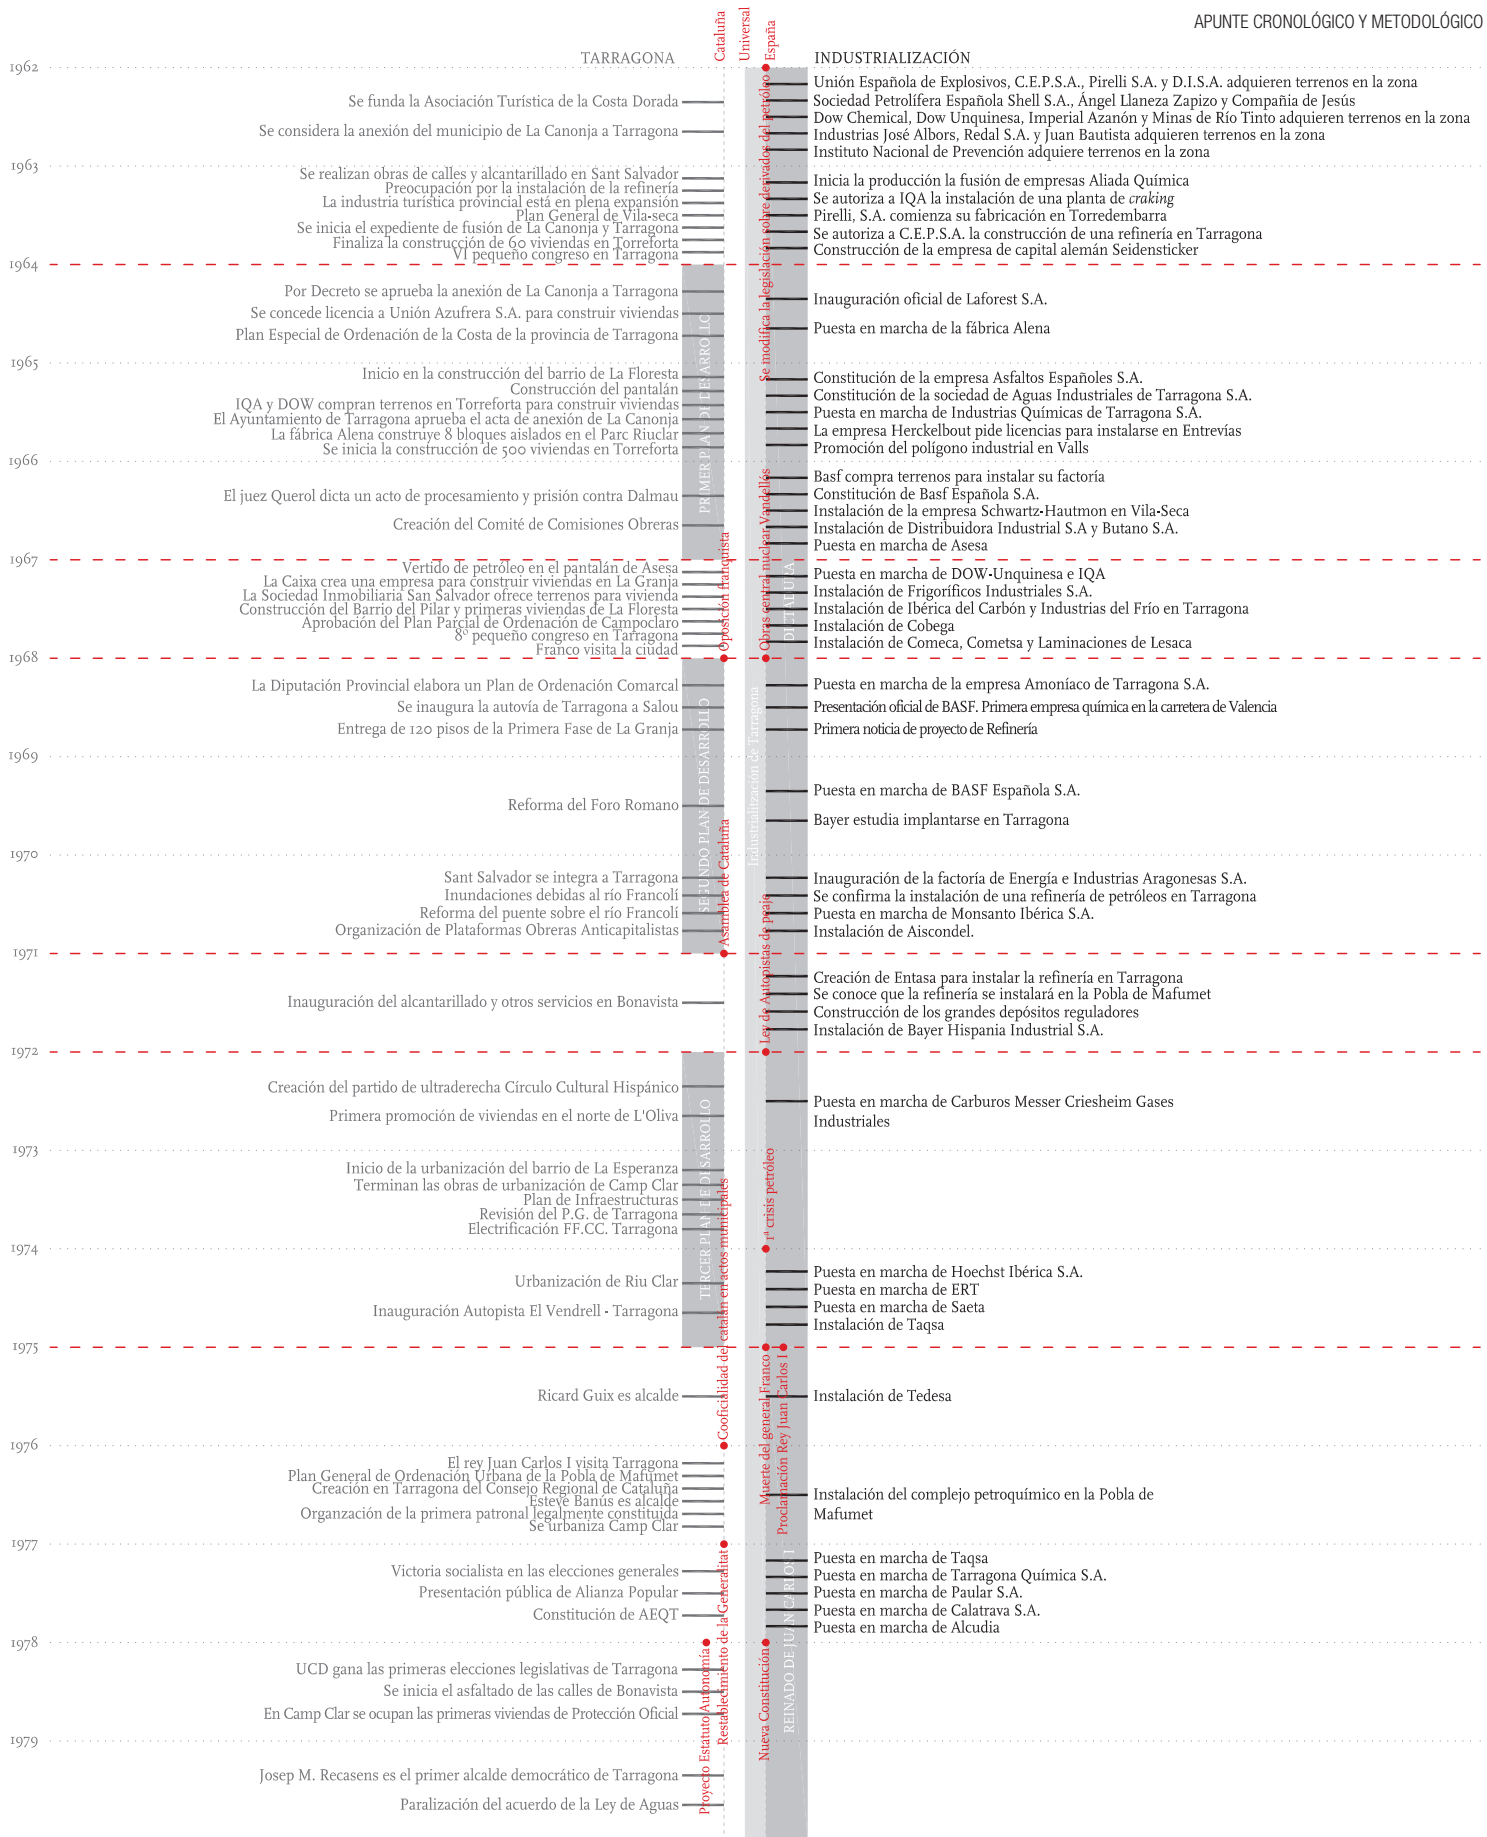 APUNTE CRONOLÓGICO Y METODOLÓGICO
Cataluña
Universal
España
TARRAGONA
INDUSTRIALIZACIÓN
1962
Unión Española de Explosivos, C.E.P.S.A., Pirelli S.A. y D.I.S.A. adquieren terrenos en la zona
Se funda la Asociación Turística de la Costa Dorada
Sociedad Petrolífera Española Shell S.A., Ángel Llaneza Zapizo y Compañia de Jesús
Dow Chemical, Dow Unquinesa, Imperial Azanón y Minas de Río Tinto adquieren terrenos en la zona
Se considera la anexión del municipio de La Canonja a Tarragona
Industrias José Albors, Redal S.A. y Juan Bautista adquieren terrenos en la zona
Instituto Nacional de Prevención adquiere terrenos en la zona
Se modifica la legislación sobre derivados del petróleo
1963
Se realizan obras de calles y alcantarillado en Sant Salvador
Preocupación por la instalación de la refinería
La industria turística provincial está en plena expansión
Plan General de Vila-seca
Se inicia el expediente de fusión de La Canonja y Tarragona
Finaliza la construcción de 60 viviendas en Torreforta
VI pequeño congreso en Tarragona
Inicia la producción la fusión de empresas Aliada Química
Se autoriza a IQA la instalación de una planta de craking
Pirelli, S.A. comienza su fabricación en Torredembarra
Se autoriza a C.E.P.S.A. la construcción de una refinería en Tarragona
Construcción de la empresa de capital alemán Seidensticker
1964
Por Decreto se aprueba la anexión de La Canonja a Tarragona
Se concede licencia a Unión Azufrera S.A. para construir viviendas
Plan Especial de Ordenación de la Costa de la provincia de Tarragona
PRIMER PLAN DE DESARROLLO
Inauguración oficial de Laforest S.A.
Puesta en marcha de la fábrica Alena
1965
Inicio en la construcción del barrio de La Floresta
Construcción del pantalán
IQA y DOW compran terrenos en Torreforta para construir viviendas
El Ayuntamiento de Tarragona aprueba el acta de anexión de La Canonja
La fábrica Alena construye 8 bloques aislados en el Parc Riuclar
Se inicia la construcción de 500 viviendas en Torreforta
Constitución de la empresa Asfaltos Españoles S.A.
Constitución de la sociedad de Aguas Industriales de Tarragona S.A.
Puesta en marcha de Industrias Químicas de Tarragona S.A.
La empresa Herckelbout pide licencias para instalarse en Entrevías
Promoción del polígono industrial en Valls
1966
El juez Querol dicta un acto de procesamiento y prisión contra Dalmau
Creación del Comité de Comisiones Obreras
Basf compra terrenos para instalar su factoría
Constitución de Basf Española S.A.
Instalación de la empresa Schwartz-Hautmon en Vila-Seca
Instalación de Distribuidora Industrial S.A y Butano S.A.
Puesta en marcha de Asesa
Oposición franquista
Obras central nuclear Vandellós
DICTADURA
1967
Vertido de petróleo en el pantalán de Asesa
La Caixa crea una empresa para construir viviendas en La Granja
La Sociedad Inmobiliaria San Salvador ofrece terrenos para vivienda
Construcción del Barrio del Pilar y primeras viviendas de La Floresta
Aprobación del Plan Parcial de Ordenación de Campoclaro
8º pequeño congreso en Tarragona
Franco visita la ciudad
Puesta en marcha de DOW-Unquinesa e IQA
Instalación de Frigoríficos Industriales S.A.
Instalación de Ibérica del Carbón y Industrias del Frío en Tarragona
Instalación de Cobega
Instalación de Comeca, Cometsa y Laminaciones de Lesaca
1968
La Diputación Provincial elabora un Plan de Ordenación Comarcal
Se inaugura la autovía de Tarragona a Salou
Entrega de 120 pisos de la Primera Fase de La Granja
SEGUNDO PLAN DE DESARROLLO
Industrialitzación de Tarragona
Puesta en marcha de la empresa Amoníaco de Tarragona S.A.
Presentación oficial de BASF. Primera empresa química en la carretera de Valencia
Primera noticia de proyecto de Refinería
1969
Reforma del Foro Romano
Puesta en marcha de BASF Española S.A.
Bayer estudia implantarse en Tarragona
1970
Asamblea de Cataluña
Ley de Autopistas de peaje
Sant Salvador se integra a Tarragona
Inundaciones debidas al río Francolí
Reforma del puente sobre el río Francolí
Organización de Plataformas Obreras Anticapitalistas
Inauguración de la factoría de Energía e Industrias Aragonesas S.A.
Se confirma la instalación de una refinería de petróleos en Tarragona
Puesta en marcha de Monsanto Ibérica S.A.
Instalación de Aiscondel.
1971
Inauguración del alcantarillado y otros servicios en Bonavista
Creación de Entasa para instalar la refinería en Tarragona
Se conoce que la refinería se instalará en la Pobla de Mafumet
Construcción de los grandes depósitos reguladores
Instalación de Bayer Hispania Industrial S.A.
1972
Creación del partido de ultraderecha Círculo Cultural Hispánico
Primera promoción de viviendas en el norte de L'Oliva
TERCER PLAN DE DESARROLLO
Puesta en marcha de Carburos Messer Criesheim Gases
Industriales
1973
Inicio de la urbanización del barrio de La Esperanza
Terminan las obras de urbanización de Camp Clar
Plan de Infraestructuras
Revisión del P.G. de Tarragona
Electrificación FF.CC. Tarragona
1ª crisis petróleo
Cooficialidad del catalán en actos municipales
1974
Urbanización de Riu Clar
Inauguración Autopista El Vendrell - Tarragona
Puesta en marcha de Hoechst Ibérica S.A.
Puesta en marcha de ERT
Puesta en marcha de Saeta
Instalación de Taqsa
1975
Ricard Guix es alcalde
Muerte del general Franco
Proclamación Rey Juan Carlos I
Instalación de Tedesa
1976
El rey Juan Carlos I visita Tarragona
Plan General de Ordenación Urbana de la Pobla de Mafumet
Creación en Tarragona del Consejo Regional de Cataluña
Esteve Banús es alcalde
Organzación de la primera patronal legalmente constituida
Se urbaniza Camp Clar
Instalación del complejo petroquímico en la Pobla de
Mafumet
1977
Victoria socialista en las elecciones generales
Presentación pública de Alianza Popular
Constitución de AEQT
Restablecimiento de la Generalitat
REINADO DE JUAN CARLOS I
Puesta en marcha de Taqsa
Puesta en marcha de Tarragona Química S.A.
Puesta en marcha de Paular S.A.
Puesta en marcha de Calatrava S.A.
Puesta en marcha de Alcudia
1978
UCD gana las primeras elecciones legislativas de Tarragona
Se inicia el asfaltado de las calles de Bonavista
En Camp Clar se ocupan las primeras viviendas de Protección Oficial
Proyecto Estatuto Autonomía
Nueva Constitución
1979
Josep M. Recasens es el primer alcalde democrático de Tarragona
Paralización del acuerdo de la Ley de Aguas